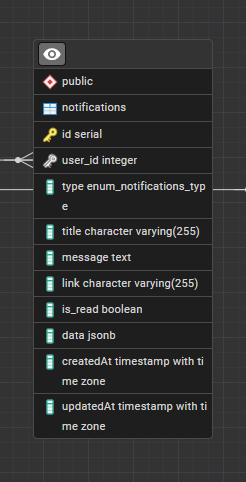 public
notifications
id serial
user_id integer
type enum_notifications_typ
e
title character varying(255)
message text
link character varying(255)
is_read boolean
data jsonb
createdAt timestamp with ti
me zone
updatedAt timestamp with ti
me zone